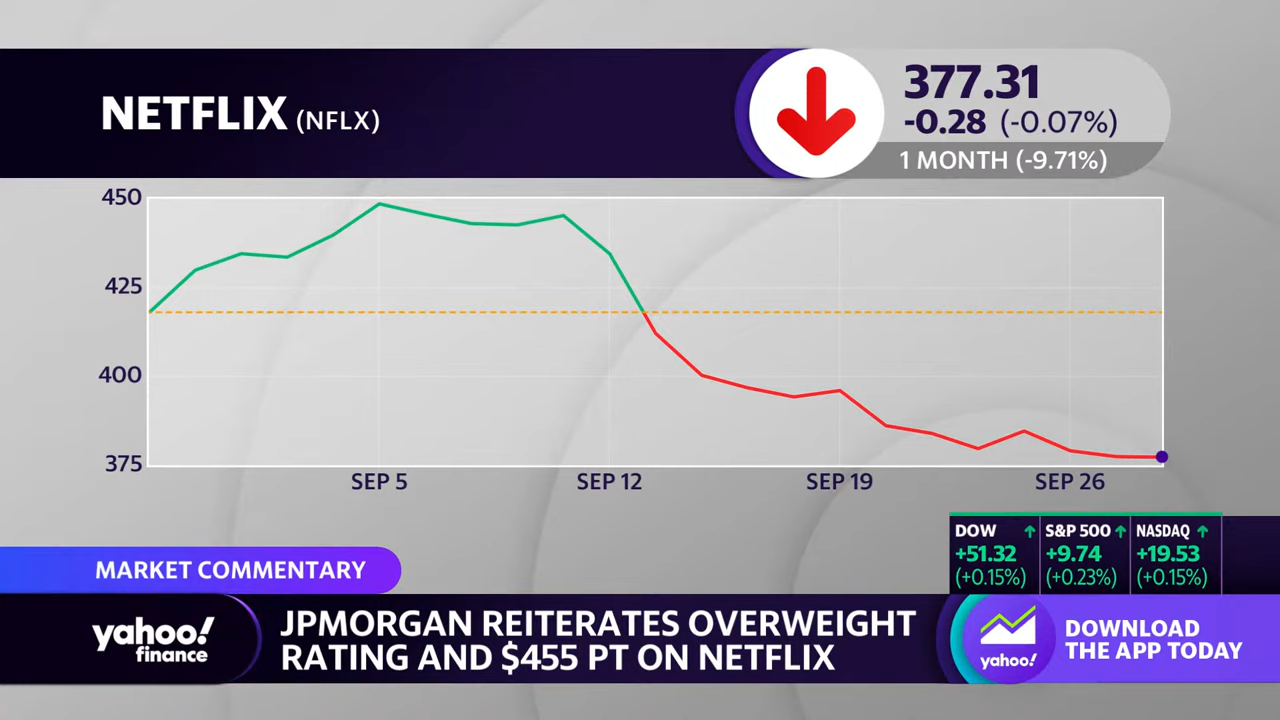 NETFLIX (NFLX)
377.31
-0.28 (-0.07%)
1 MONTH (-9.71%)
450
425
400
375
SEP 5 SEP 12 SEP 19 SEP 26
DOW
+51.32
(+0.15%)
S&P 500
+9.74
(+0.23%)
NASDAQ
+19.53
(+0.15%)
MARKET COMMENTARY
yahoo!
finance
JPMORGAN REITERATES OVERWEIGHT
RATING AND $455 PT ON NETFLIX
yahoo!
DOWNLOAD
THE APP TODAY